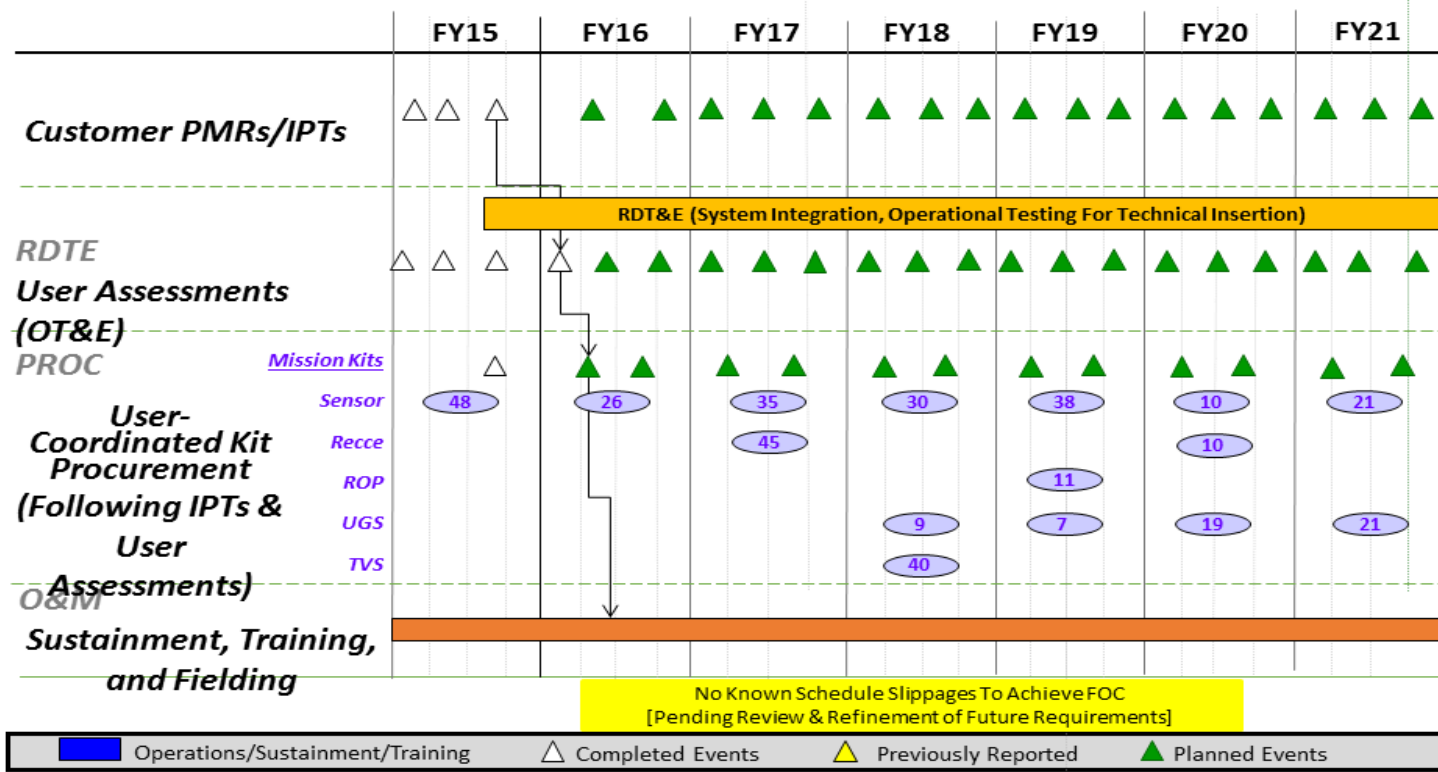 FY15 FY16 FY17 FY18 FY19 FY20 FY21
Customer PMRs/IPTs
RDT&E (System Integration, Operational Testing For Technical Insertion)
RDTE
User Assessments
(OT&E)
PROC
Mission Kits
User-
Coordinated Kit
Procurement
(Following IPTs &
User
Assessments)
Sensor 48 26 35 30 38 10 21
Recce 45 10
ROP 11
UGS 9 7 19 21
TVS 40
O&M
Sustainment, Training,
and Fielding
No Known Schedule Slippages To Achieve FOC
[Pending Review & Refinement of Future Requirements]
Operations/Sustainment/Training Completed Events Previously Reported Planned Events